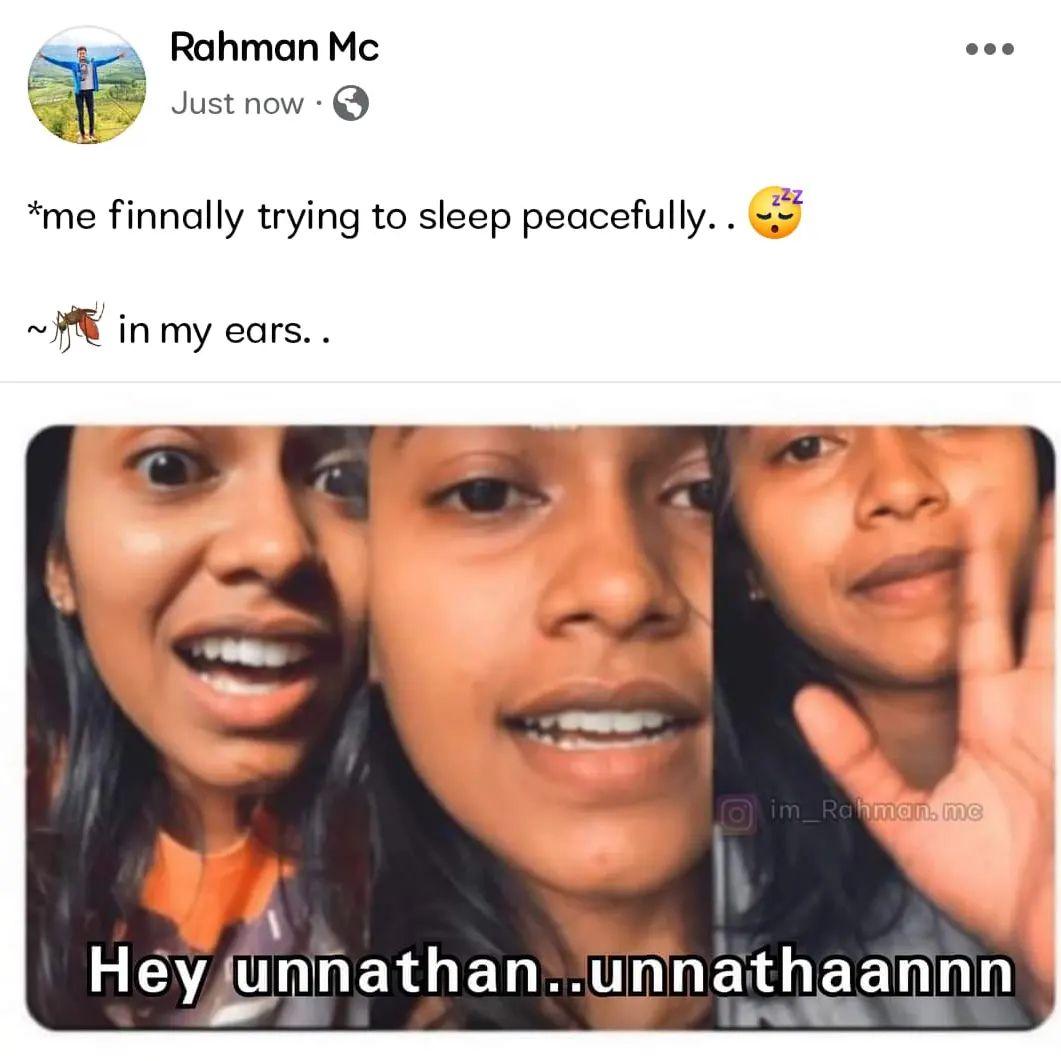 Rahman Mc
Just now ·
*me finnally trying to sleep peacefully. . 😴
~🦟 in my ears. .
im_Rahman.mc
Hey unnathan..unnathaannn